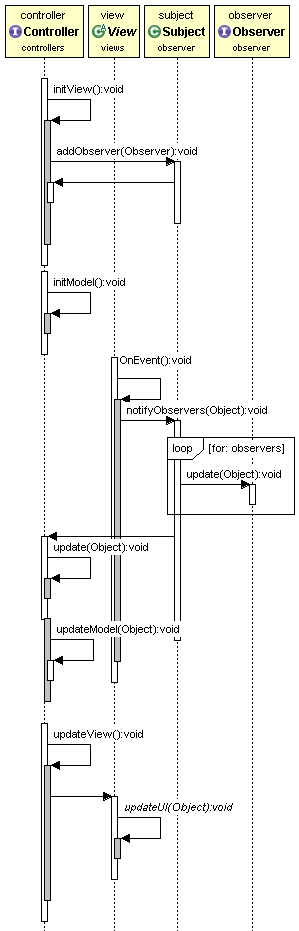 controller view subject observer
I Controller C A View C Subject I Observer
controllers views observer observer
initView():void
addObserver(Observer):void
initModel():void
OnEvent():void
notifyObservers(Object):void
loop [for: observers]
update(Object):void
update(Object):void
updateModel(Object):void
updateView():void
updateUI(Object):void